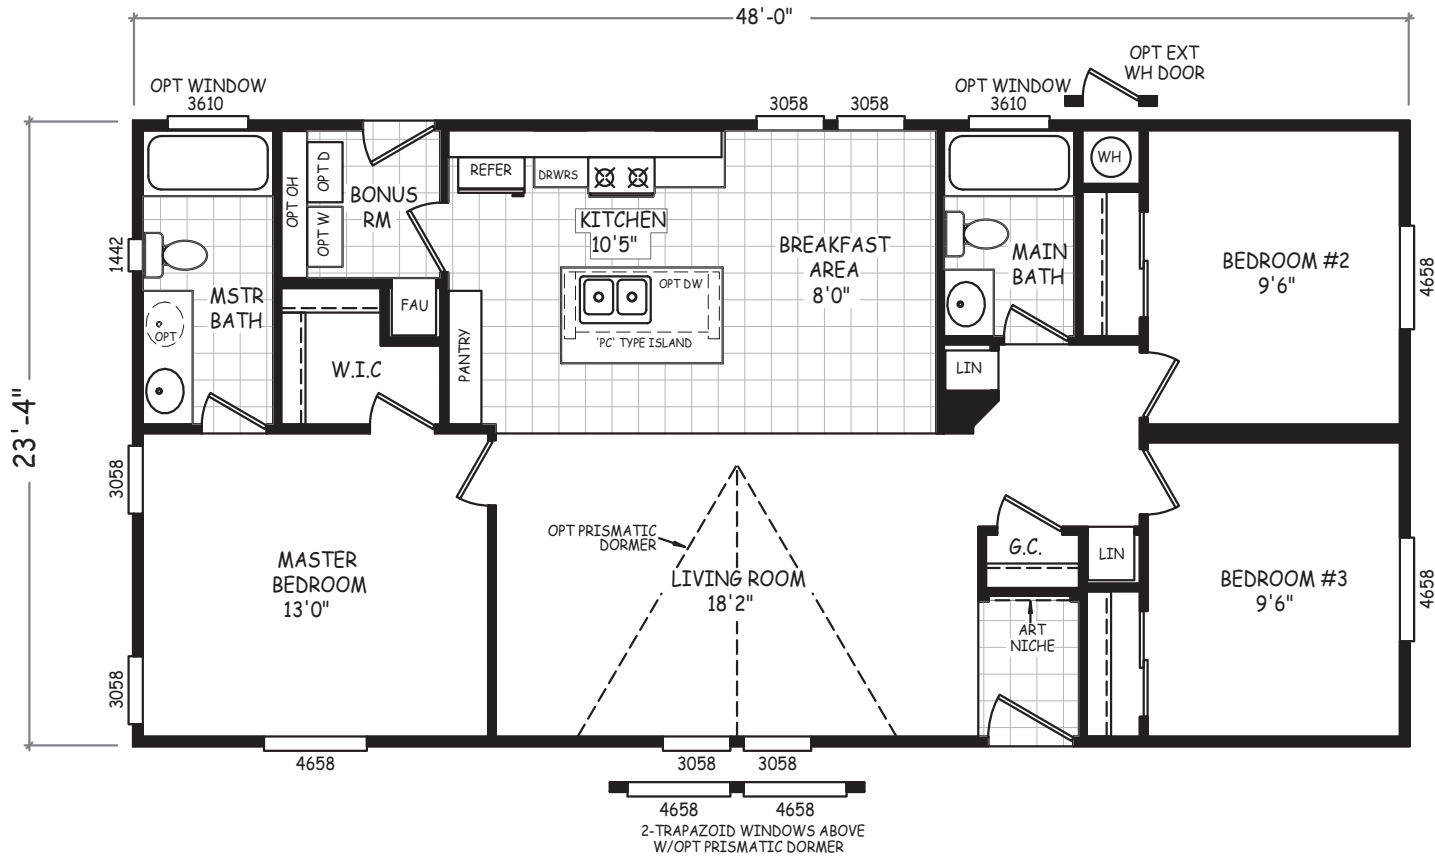 48'-0"
OPT EXT
WH DOOR
OPT WINDOW
3610
3058
3058
OPT WINDOW
3610
23'-4"
1442
3058
3058
MSTR
BATH
OPT
OPT OH
OPT D
OPT W
BONUS
RM
FAU
W.I.C
PANTRY
REFER
DRWRS
KITCHEN
10'5"
OPT DW
'PC' TYPE ISLAND
BREAKFAST
AREA
8'0"
MAIN
BATH
WH
LIN
BEDROOM #2
9'6"
4658
MASTER
BEDROOM
13'0"
OPT PRISMATIC
DORMER
LIVING ROOM
18'2"
G.C.
LIN
ART
NICHE
BEDROOM #3
9'6"
4658
4658
3058
3058
4658
4658
2-TRAPAZOID WINDOWS ABOVE
W/OPT PRISMATIC DORMER